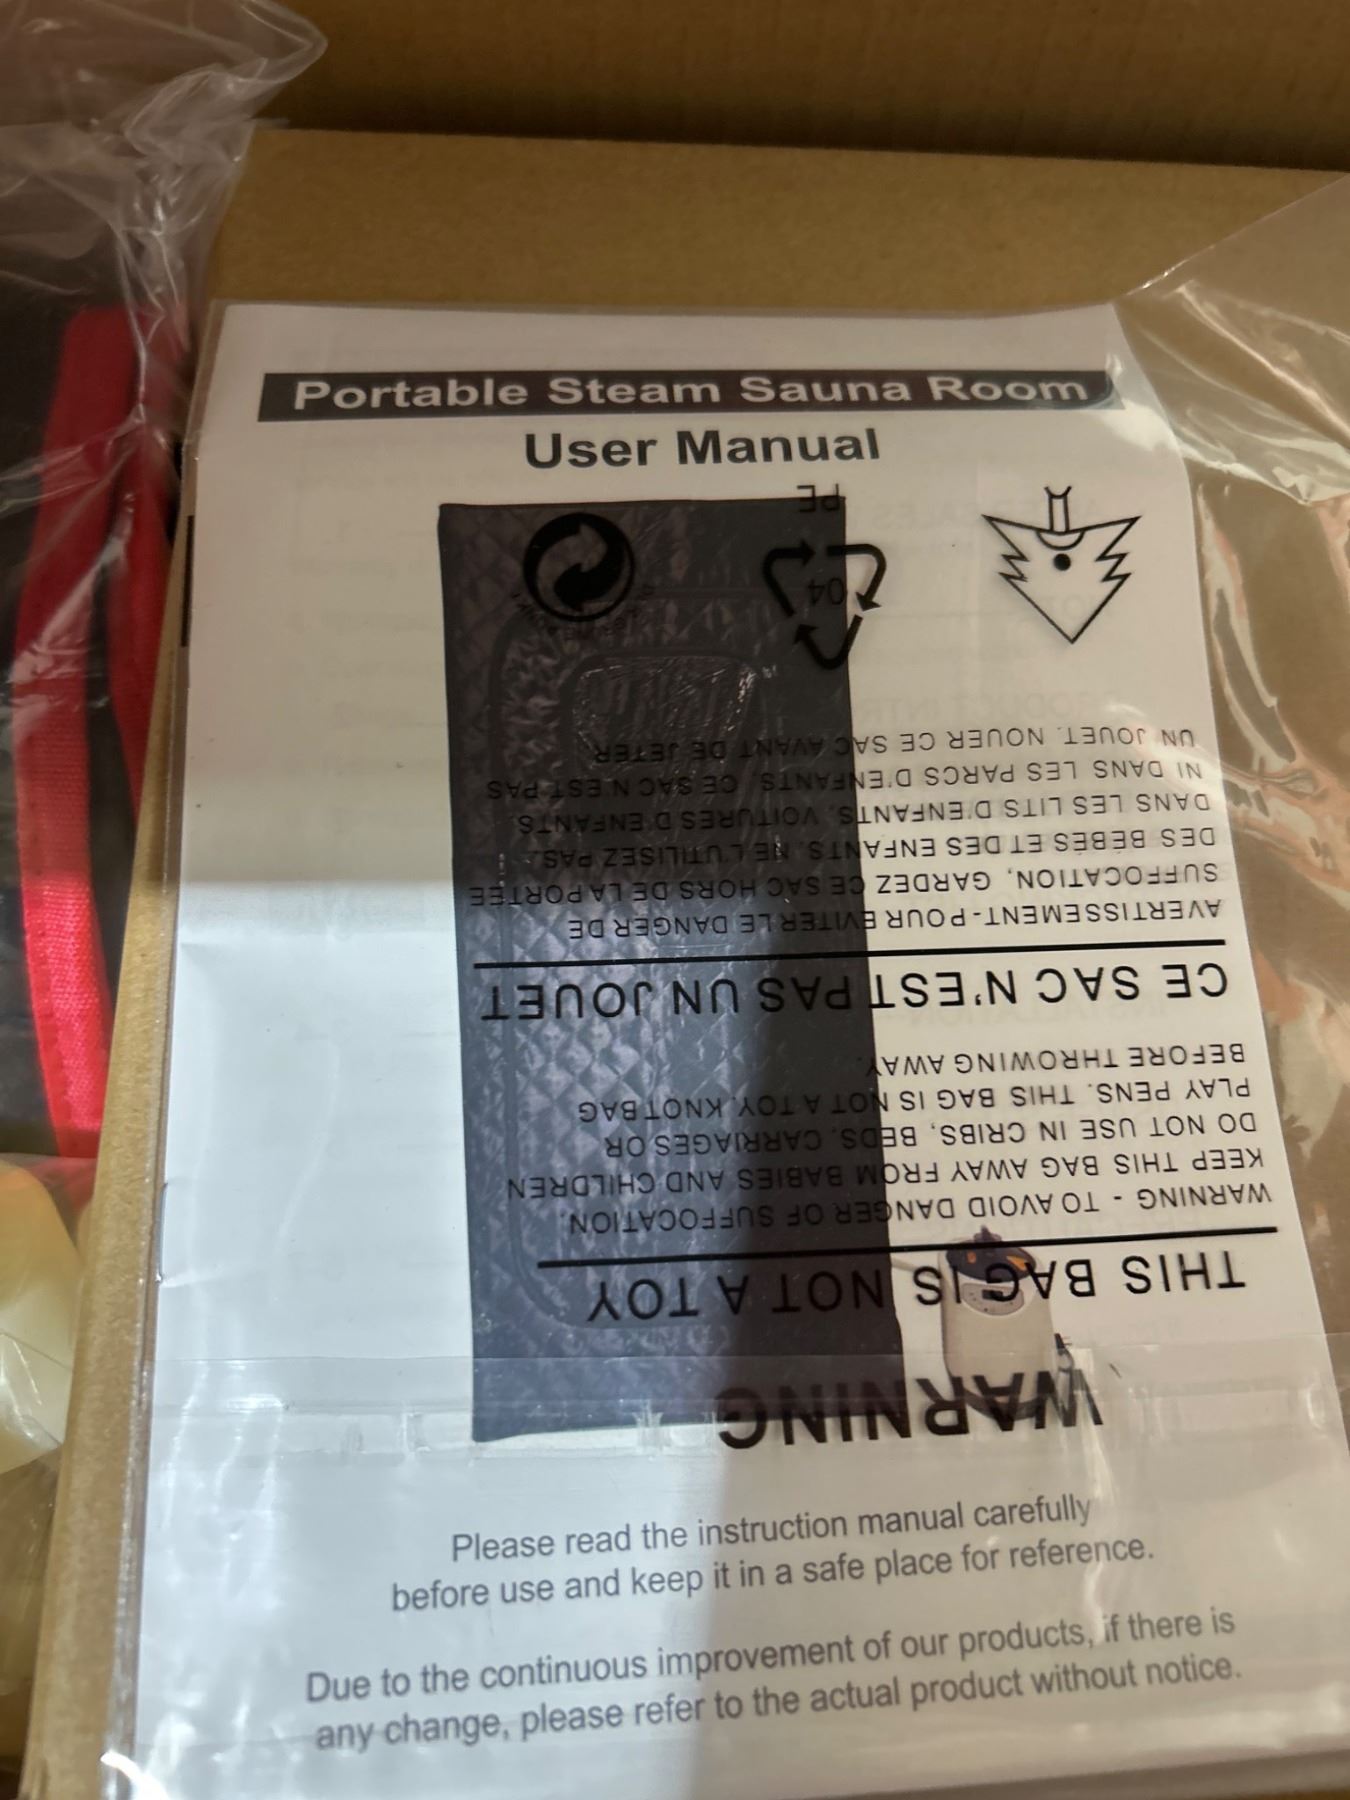 Portable Steam Sauna Room
User Manual
WARNING
THIS BAG IS NOT A TOY
WARNING - TO AVOID DANGER OF SUFFOCATION,
KEEP THIS BAG AWAY FROM BABIES AND CHILDREN
DO NOT USE IN CRIBS, BEDS, CARRIAGES OR
PLAY PENS. THIS BAG IS NOT A TOY. KNOT BAG
BEFORE THROWING AWAY.
CE SAC N'EST PAS UN JOUET
AVERTISSEMENT-POUR EVITER LE DANGER DE
SUFFOCATION, GARDEZ CE SAC HORS DE LA PORTEE
DES BÉBÉS ET DES ENFANTS. NE L'UTILISEZ PAS
DANS LES LITS D'ENFANTS, VOITURES D'ENFANTS
NI DANS LES PARCS D'ENFANTS, CE SAC N'EST PAS
UN JOUET. NOUER CE SAC AVANT DE JETER.
04
PE
Please read the instruction manual carefully
before use and keep it in a safe place for reference.
Due to the continuous improvement of our products, if there is
any change, please refer to the actual product without notice.